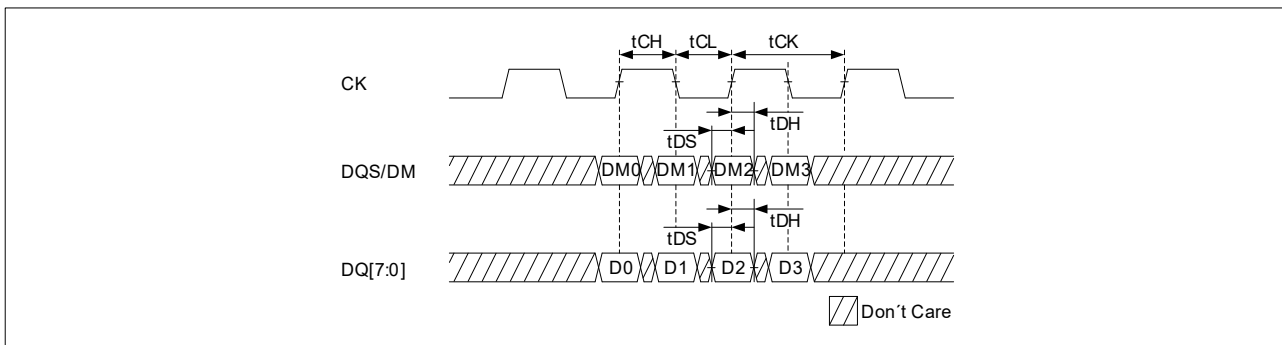 tCH tCL tCK
CK
tDH
tDS
DQS/DM DM0 DM1 DM2 DM3
tDH
tDS
DQ[7:0] D0 D1 D2 D3
Don´t Care